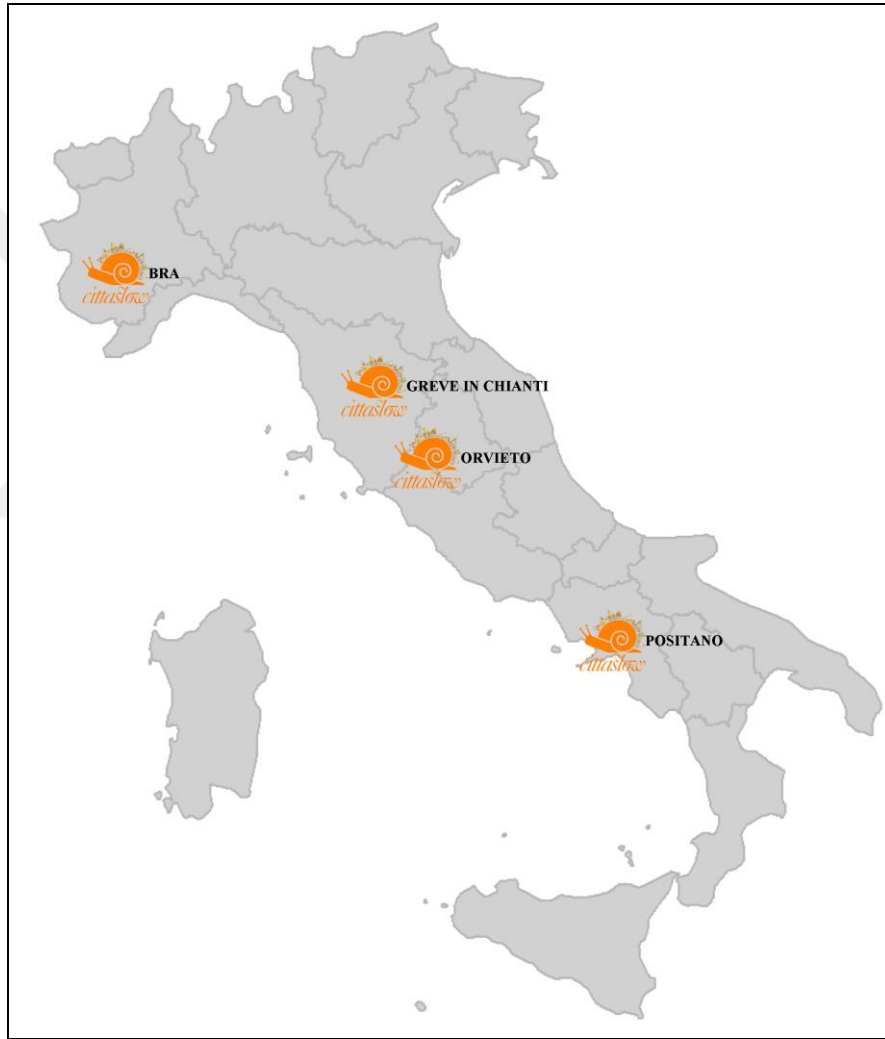 BRA
cittaslow
GREVE IN CHIANTI
cittaslow
ORVIETO
cittaslow
POSITANO
cittaslow